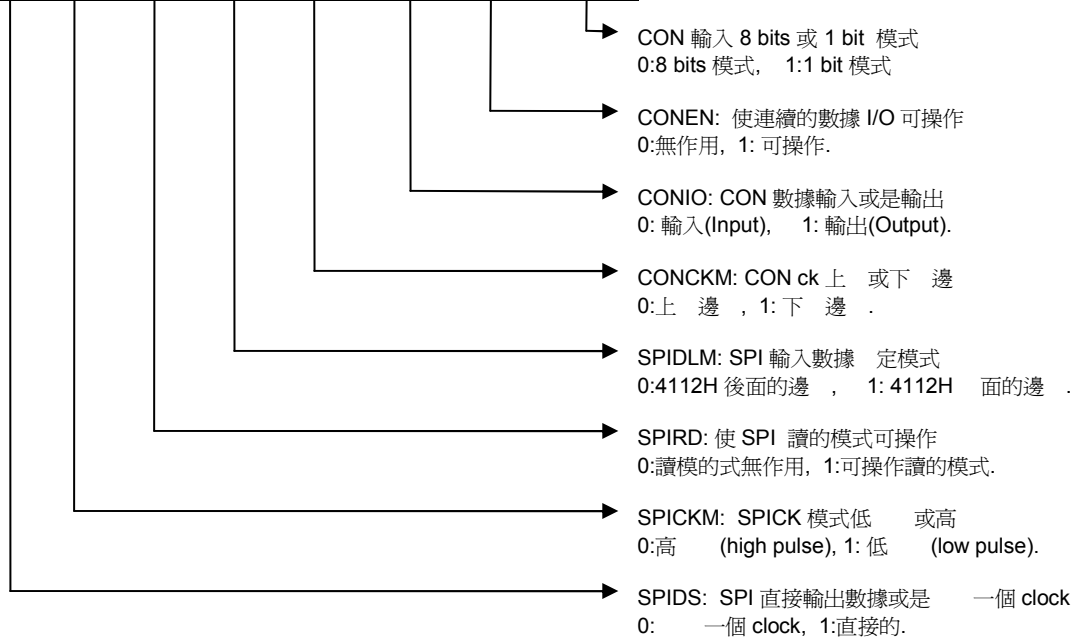 CON 輸入 8 bits 或 1 bit 模式
0:8 bits 模式, 1:1 bit 模式
CONEN: 使連續的數據 I/O 可操作
0:無作用, 1: 可操作.
CONIO: CON 數據輸入或是輸出
0: 輸入(Input), 1: 輸出(Output).
CONCKM: CON ck 上 或下 邊
0:上 邊 , 1: 下 邊 .
SPIDLM: SPI 輸入數據 定模式
0:4112H 後面的邊 , 1: 4112H 面的邊 .
SPIRD: 使 SPI 讀的模式可操作
0:讀模的式無作用, 1:可操作讀的模式.
SPICKM: SPICK 模式低 或高
0:高 (high pulse), 1: 低 (low pulse).
SPIDS: SPI 直接輸出數據或是 一個 clock
0: 一個 clock, 1:直接的.